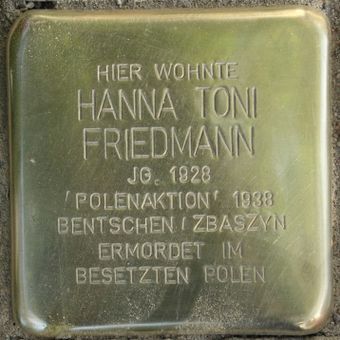 HIER WOHNTE
HANNA TONI
FRIEDMANN
JG. 1928
'POLENAKTION' 1938
BENTSCHEN / ZBASZYN
ERMORDET IM
BESETZTEN POLEN